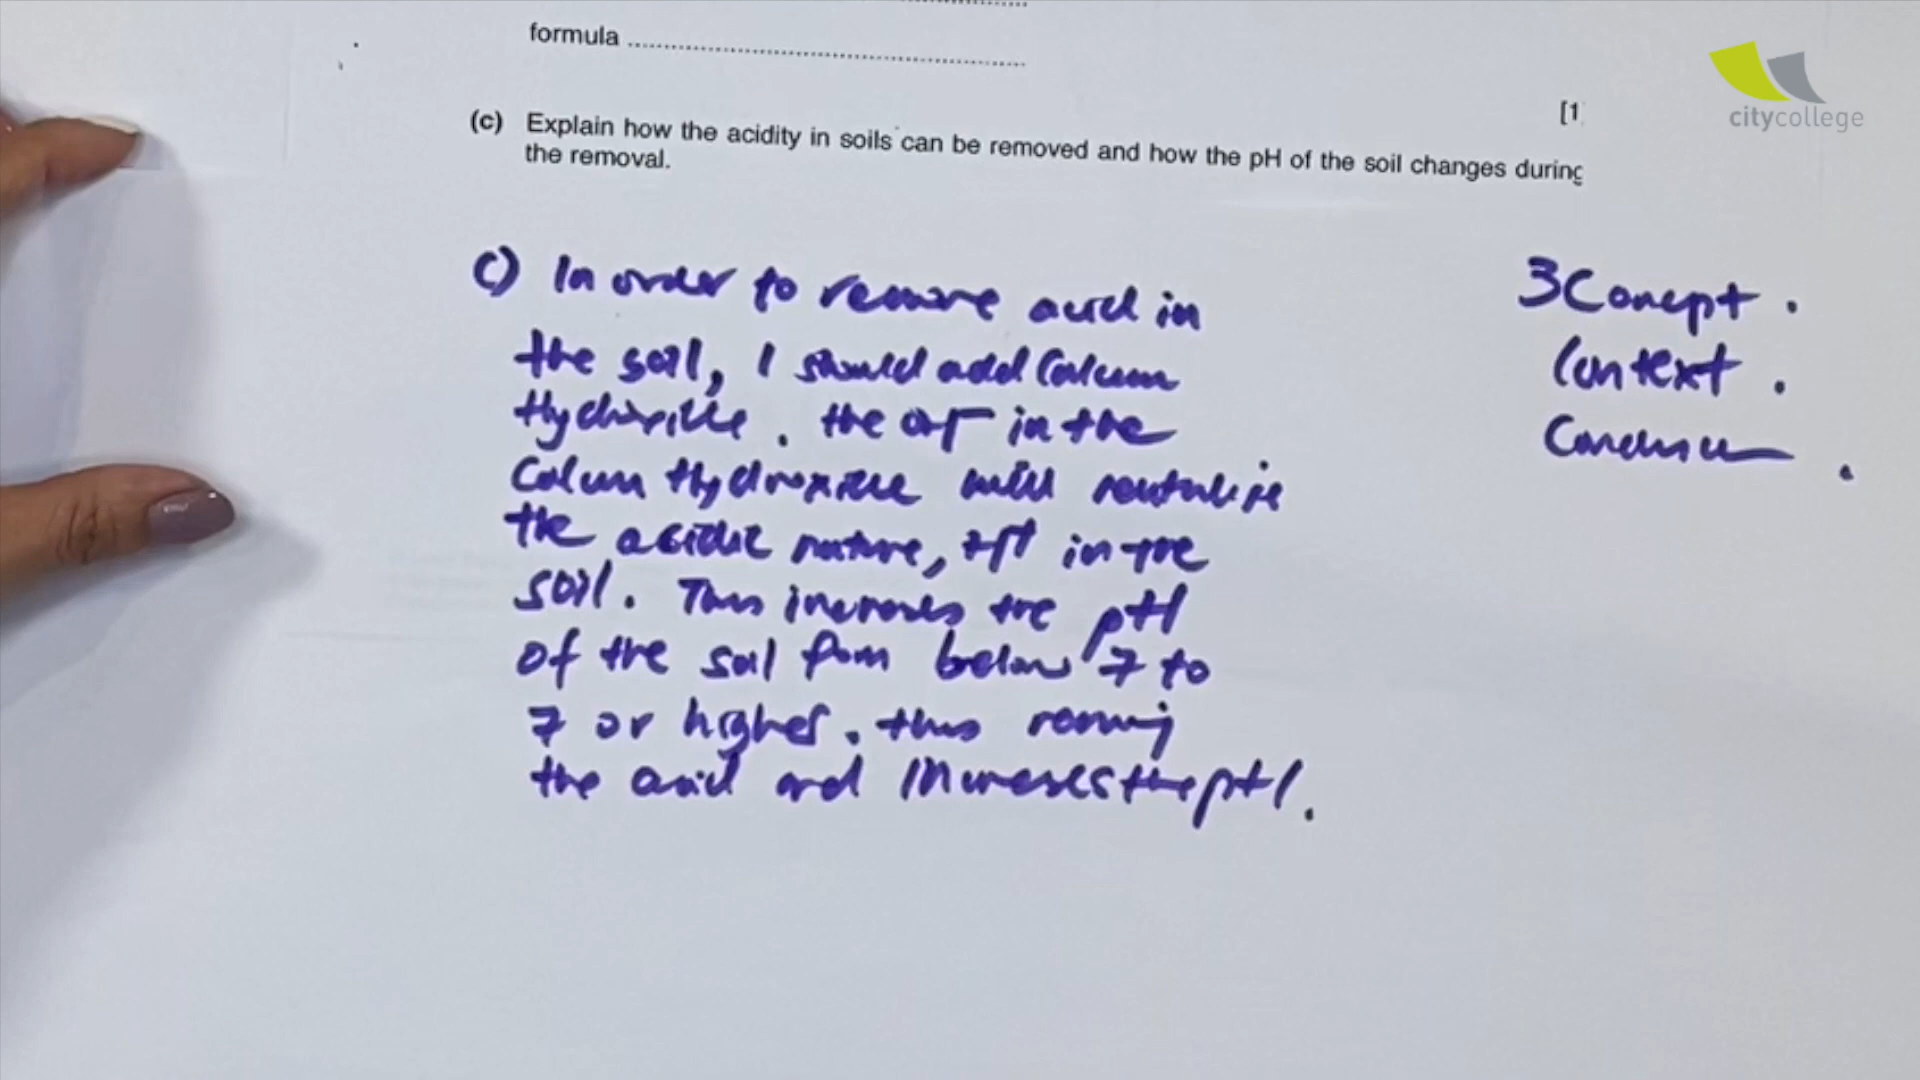 formula
[1
citycollege
(c) Explain how the acidity in soils can be removed and how the pH of the soil changes during
the removal.
c) In order to remove acid in
the soil, I should add Calcium
Hydroxide. the OH⁻ in the
Calcium Hydroxide will neutralise
the acidic nature, H⁺ in the
soil. This increases the pH
of the soil from below 7 to
7 or higher. thus removing
the acid and increases the pH.
3 Concept.
Context.
Conclusion.